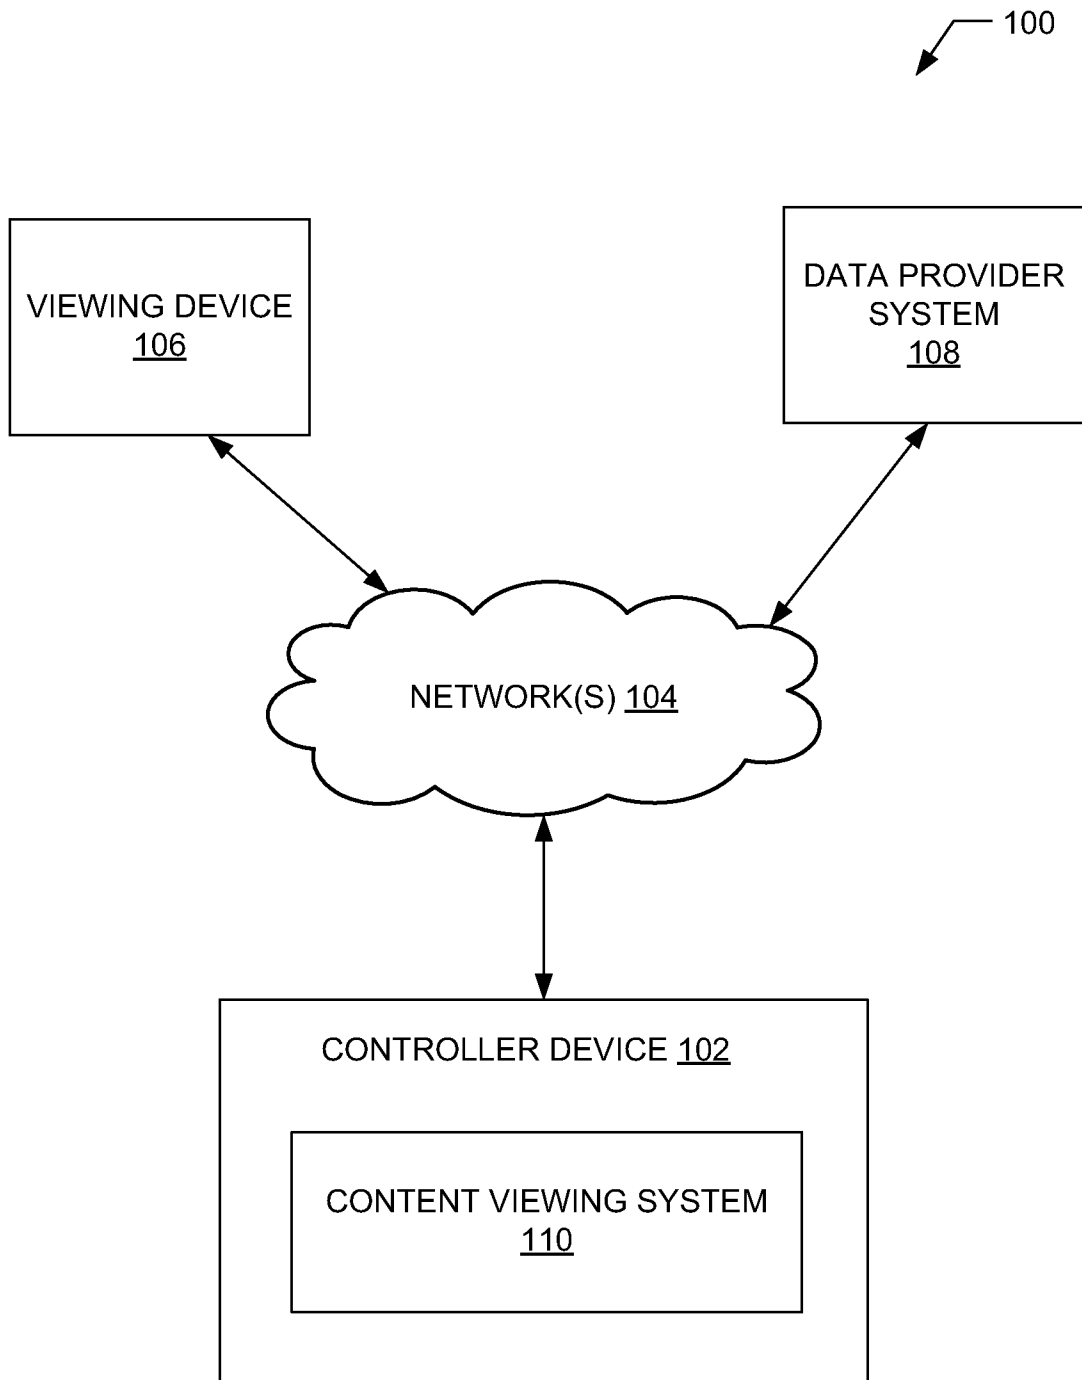 100
VIEWING DEVICE
106
DATA PROVIDER
SYSTEM
108
NETWORK(S) 104
CONTROLLER DEVICE 102
CONTENT VIEWING SYSTEM
110